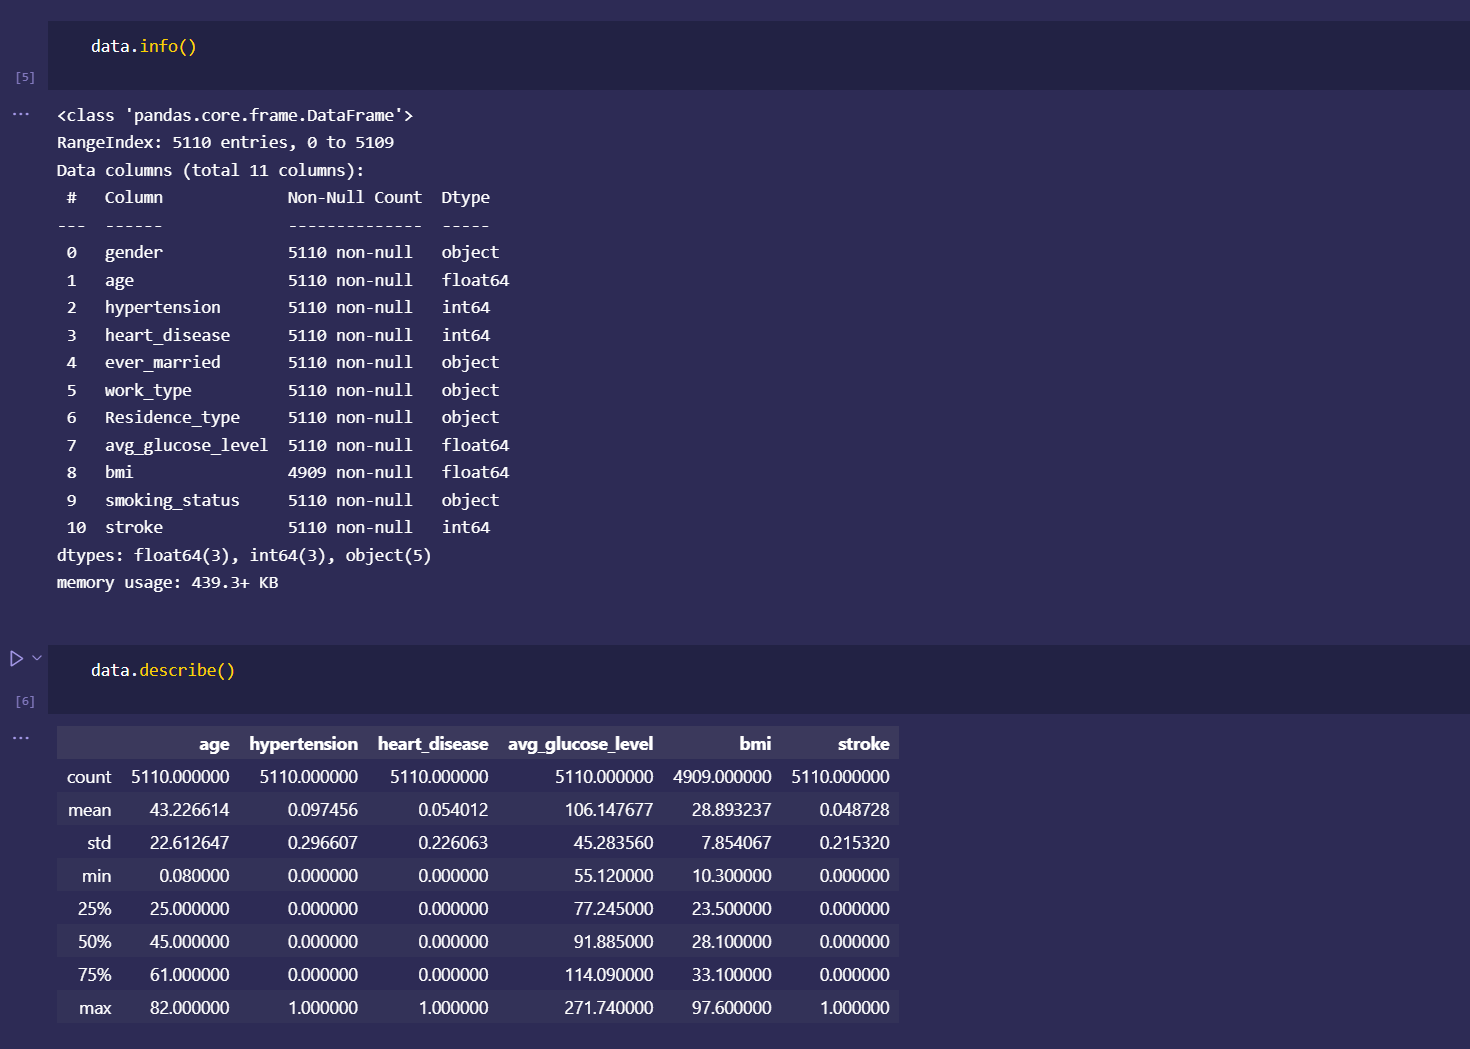 data.info()
[5]
...
<class 'pandas.core.frame.DataFrame'>
RangeIndex: 5110 entries, 0 to 5109
Data columns (total 11 columns):
 #   Column             Non-Null Count  Dtype
---  ------             --------------  -----
 0   gender             5110 non-null   object
 1   age                5110 non-null   float64
 2   hypertension       5110 non-null   int64
 3   heart_disease      5110 non-null   int64
 4   ever_married       5110 non-null   object
 5   work_type          5110 non-null   object
 6   Residence_type     5110 non-null   object
 7   avg_glucose_level  5110 non-null   float64
 8   bmi                4909 non-null   float64
 9   smoking_status     5110 non-null   object
 10  stroke             5110 non-null   int64
dtypes: float64(3), int64(3), object(5)
memory usage: 439.3+ KB
data.describe()
[6]
...
age hypertension heart_disease avg_glucose_level bmi stroke
count 5110.000000 5110.000000 5110.000000 5110.000000 4909.000000 5110.000000
mean 43.226614 0.097456 0.054012 106.147677 28.893237 0.048728
std 22.612647 0.296607 0.226063 45.283560 7.854067 0.215320
min 0.080000 0.000000 0.000000 55.120000 10.300000 0.000000
25% 25.000000 0.000000 0.000000 77.245000 23.500000 0.000000
50% 45.000000 0.000000 0.000000 91.885000 28.100000 0.000000
75% 61.000000 0.000000 0.000000 114.090000 33.100000 0.000000
max 82.000000 1.000000 1.000000 271.740000 97.600000 1.000000